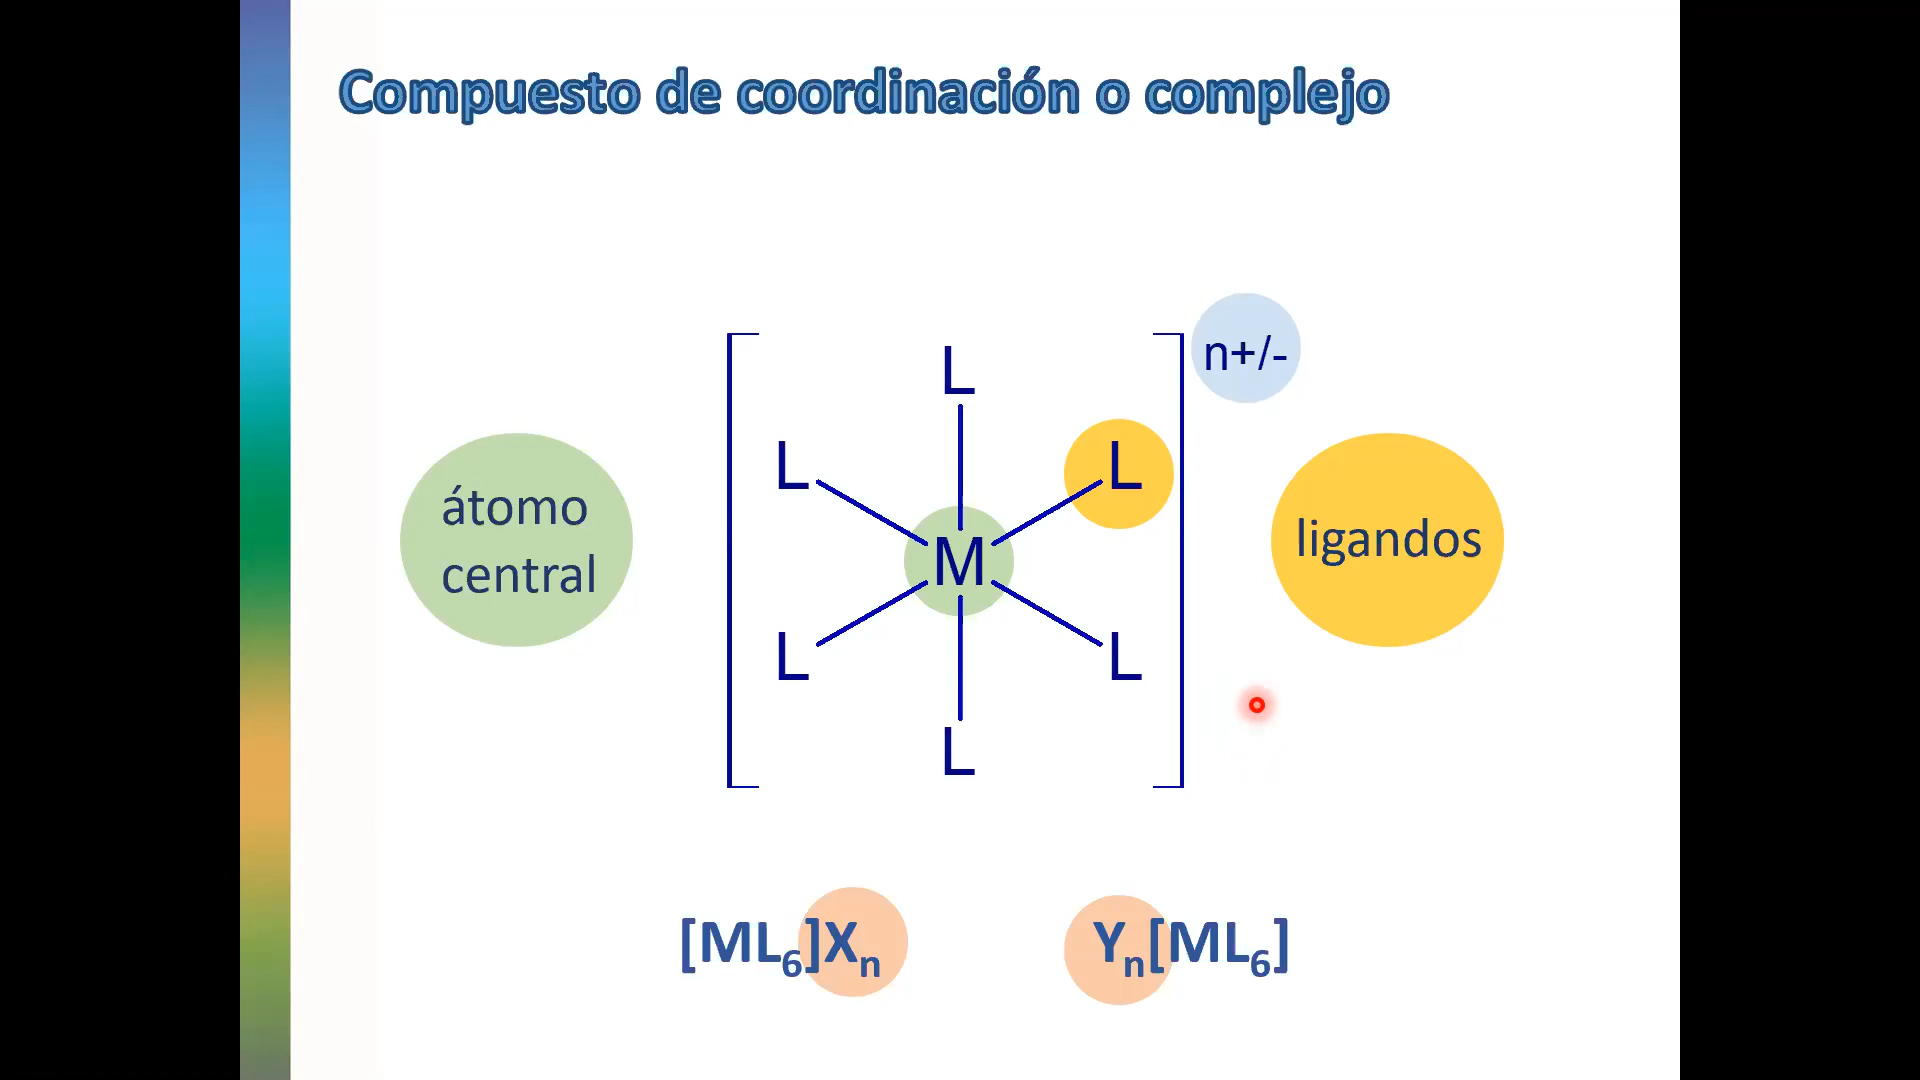 Compuesto de coordinación o complejo
n+/-
L
L
L
átomo
central
M
ligandos
L
L
L
[ML₆]Xₙ
Yₙ[ML₆]